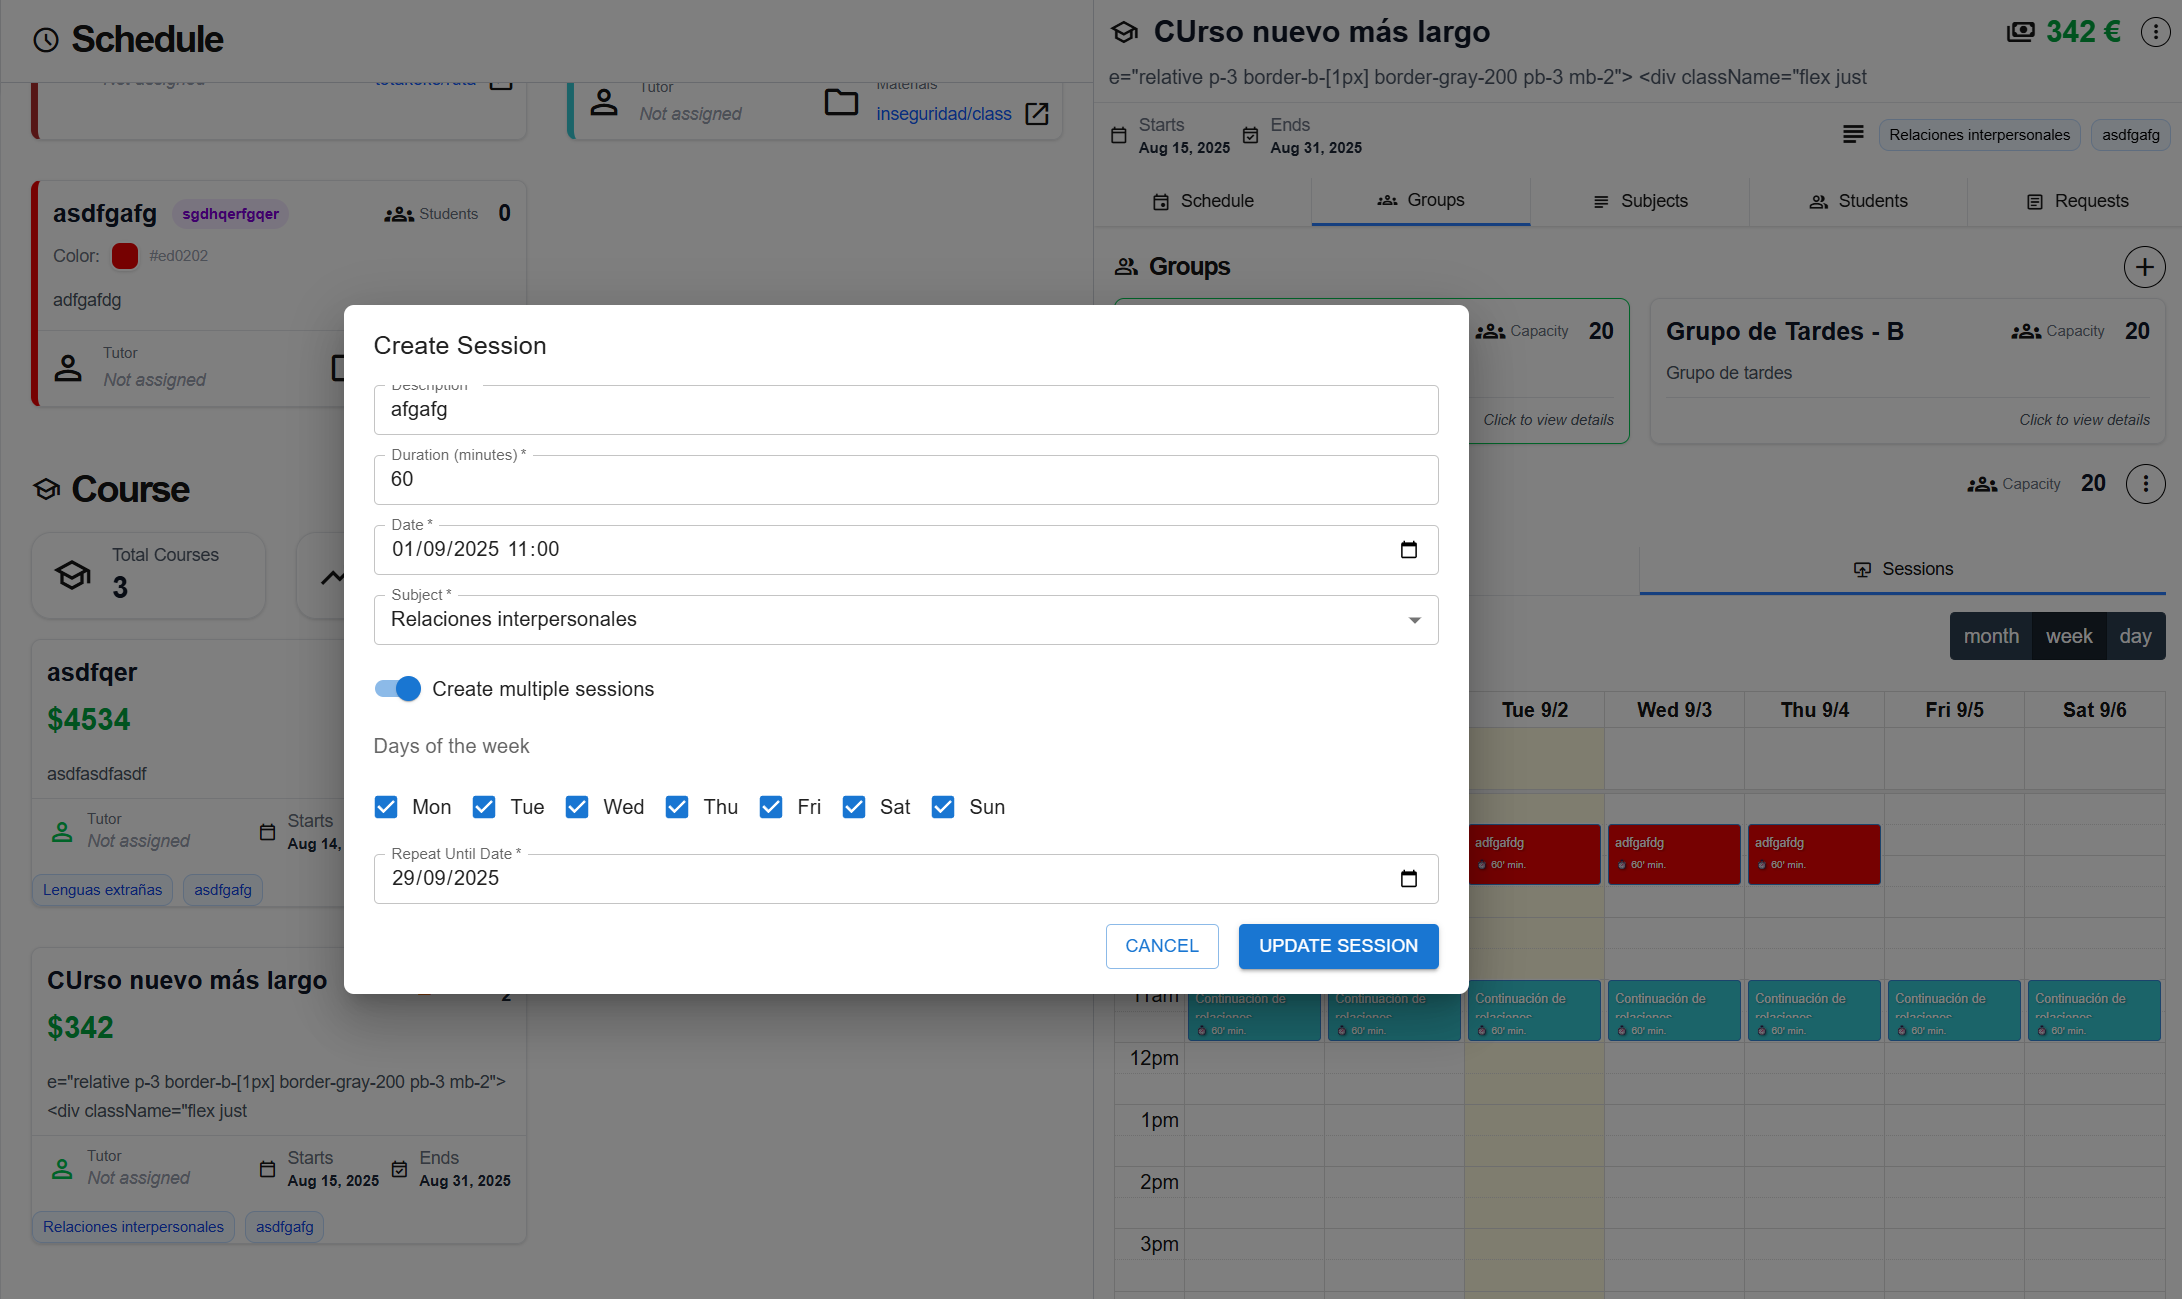 Schedule
Tutor
Not assigned
Materials
inseguridad/class
asdfgafg
sgdhqerfgqer
Students 0
Color:
#ed0202
adfgafdg
Tutor
Not assigned
Course
Total Courses
3
asdfqer
$4534
asdfasdfasdf
Tutor
Not assigned
Starts
Aug 14,
Lenguas extrañas
asdfgafg
CUrso nuevo más largo
2
$342
e="relative p-3 border-b-[1px] border-gray-200 pb-3 mb-2">
<div className="flex just
Tutor
Not assigned
Starts
Aug 15, 2025
Ends
Aug 31, 2025
Relaciones interpersonales
asdfgafg
Create Session
Description
afgafg
Duration (minutes) *
60
Date *
01/09/2025 11:00
Subject *
Relaciones interpersonales
Create multiple sessions
Days of the week
Mon Tue Wed Thu Fri Sat Sun
Repeat Until Date *
29/09/2025
CANCEL
UPDATE SESSION
CUrso nuevo más largo
342 €
e="relative p-3 border-b-[1px] border-gray-200 pb-3 mb-2"> <div className="flex just
Starts
Aug 15, 2025
Ends
Aug 31, 2025
Relaciones interpersonales
asdfgafg
Schedule
Groups
Subjects
Students
Requests
Groups
Capacity 20
Click to view details
Grupo de Tardes - B
Capacity 20
Grupo de tardes
Click to view details
Capacity 20
Sessions
month week day
Tue 9/2 Wed 9/3 Thu 9/4 Fri 9/5 Sat 9/6
adfgafdg
60' min.
adfgafdg
60' min.
adfgafdg
60' min.
11am
Continuación de
relaciones
60' min.
Continuación de
relaciones
60' min.
Continuación de
relaciones
60' min.
Continuación de
relaciones
60' min.
Continuación de
relaciones
60' min.
Continuación de
relaciones
60' min.
Continuación de
relaciones
60' min.
12pm
1pm
2pm
3pm